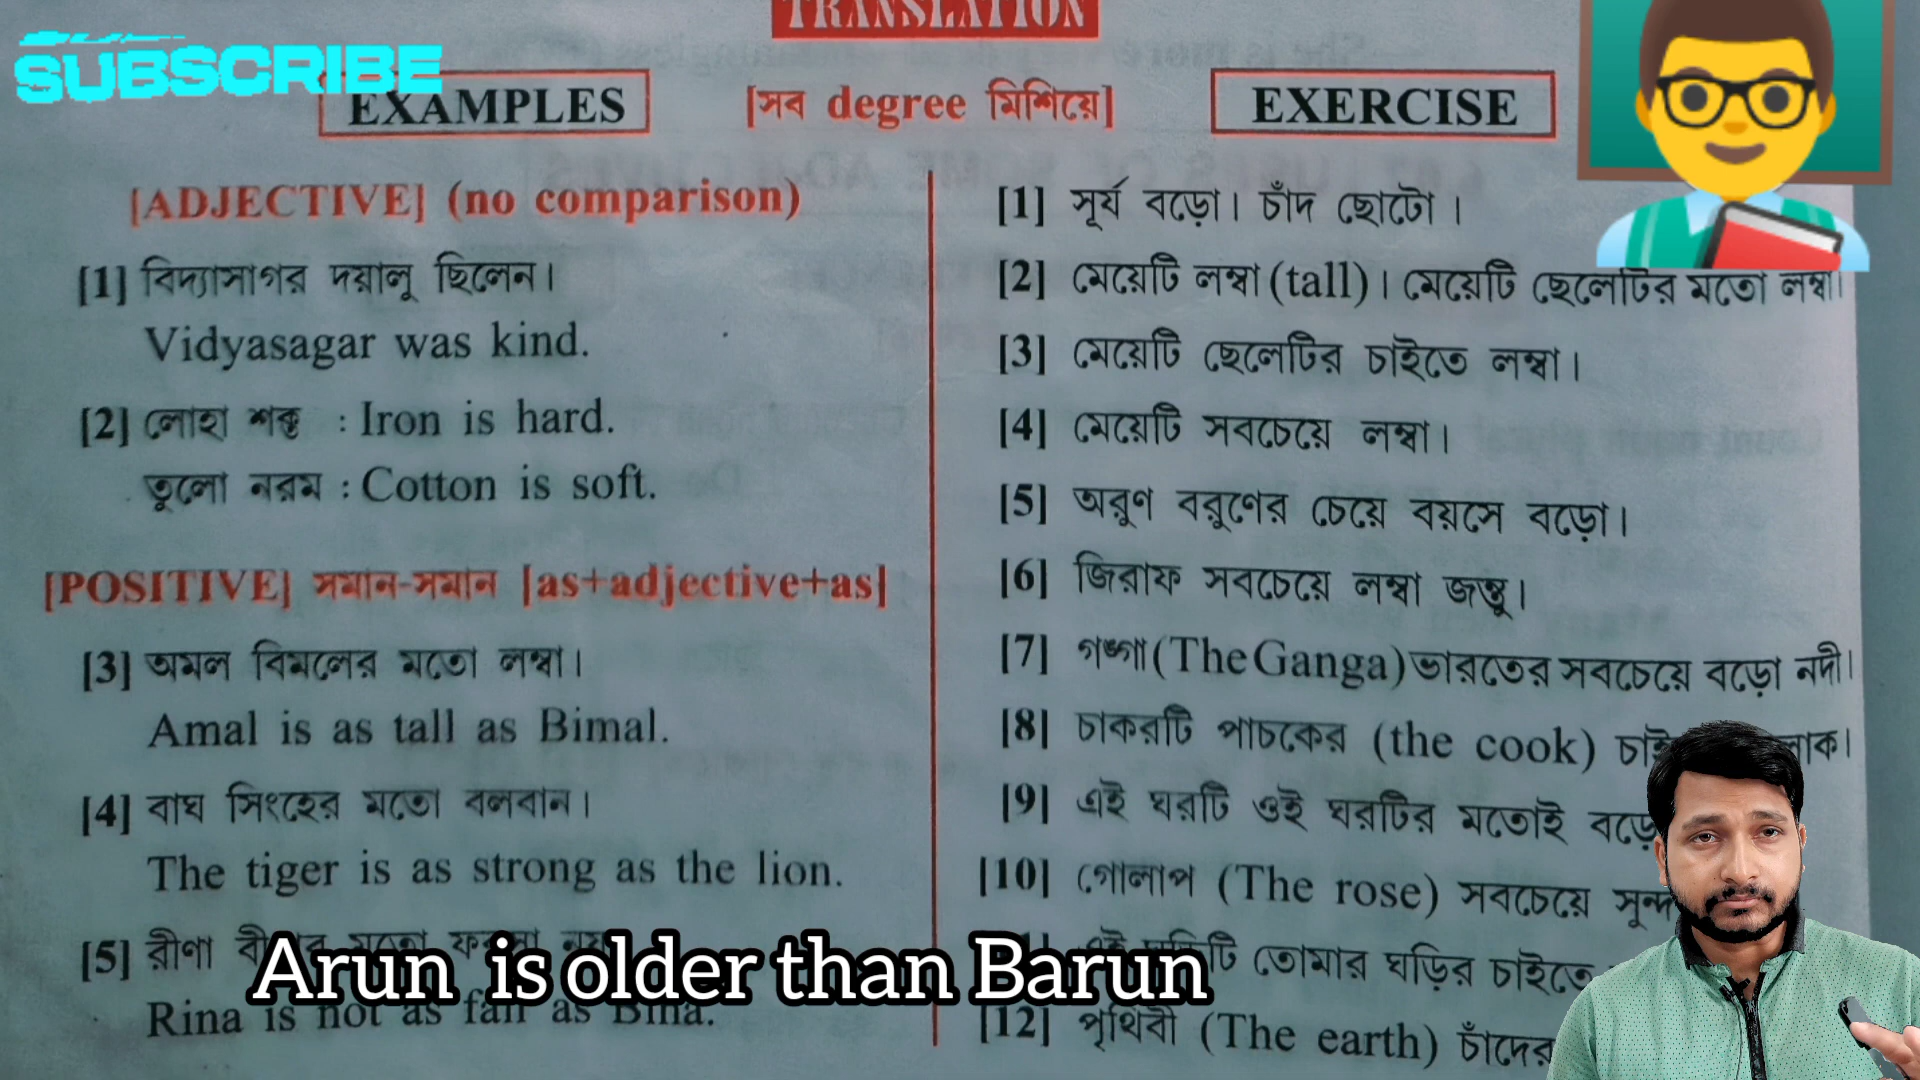 TRANSLATION
SUBSCRIBE
EXAMPLES
[সব degree মিশিয়ে]
EXERCISE
[ADJECTIVE] (no comparison)
[1] বিদ্যাসাগর দয়ালু ছিলেন।
Vidyasagar was kind.
[2] লোহা শক্ত : Iron is hard.
তুলো নরম : Cotton is soft.
[POSITIVE] সমান-সমান [as+adjective+as]
[3] অমল বিমলের মতো লম্বা।
Amal is as tall as Bimal.
[4] বাঘ সিংহের মতো বলবান।
The tiger is as strong as the lion.
[5] রীণা
Rina is not as fair as Bina.
[1] সূর্য বড়ো। চাঁদ ছোটো।
[2] মেয়েটি লম্বা (tall)। মেয়েটি ছেলেটির মতো লম্বা।
[3] মেয়েটি ছেলেটির চাইতে লম্বা।
[4] মেয়েটি সবচেয়ে লম্বা।
[5] অরুণ বরুণের চেয়ে বয়সে বড়ো।
[6] জিরাফ সবচেয়ে লম্বা জন্তু।
[7] গঙ্গা (The Ganga) ভারতের সবচেয়ে বড়ো নদী।
[8] চাকরটি পাচকের (the cook)
[9] এই ঘরটি ওই ঘরটির মতোই
[10] গোলাপ (The rose) সবচেয়ে
তোমার ঘড়ির চাইতে
[12] পৃথিবী (The earth) চাঁদের
Arun is older than Barun